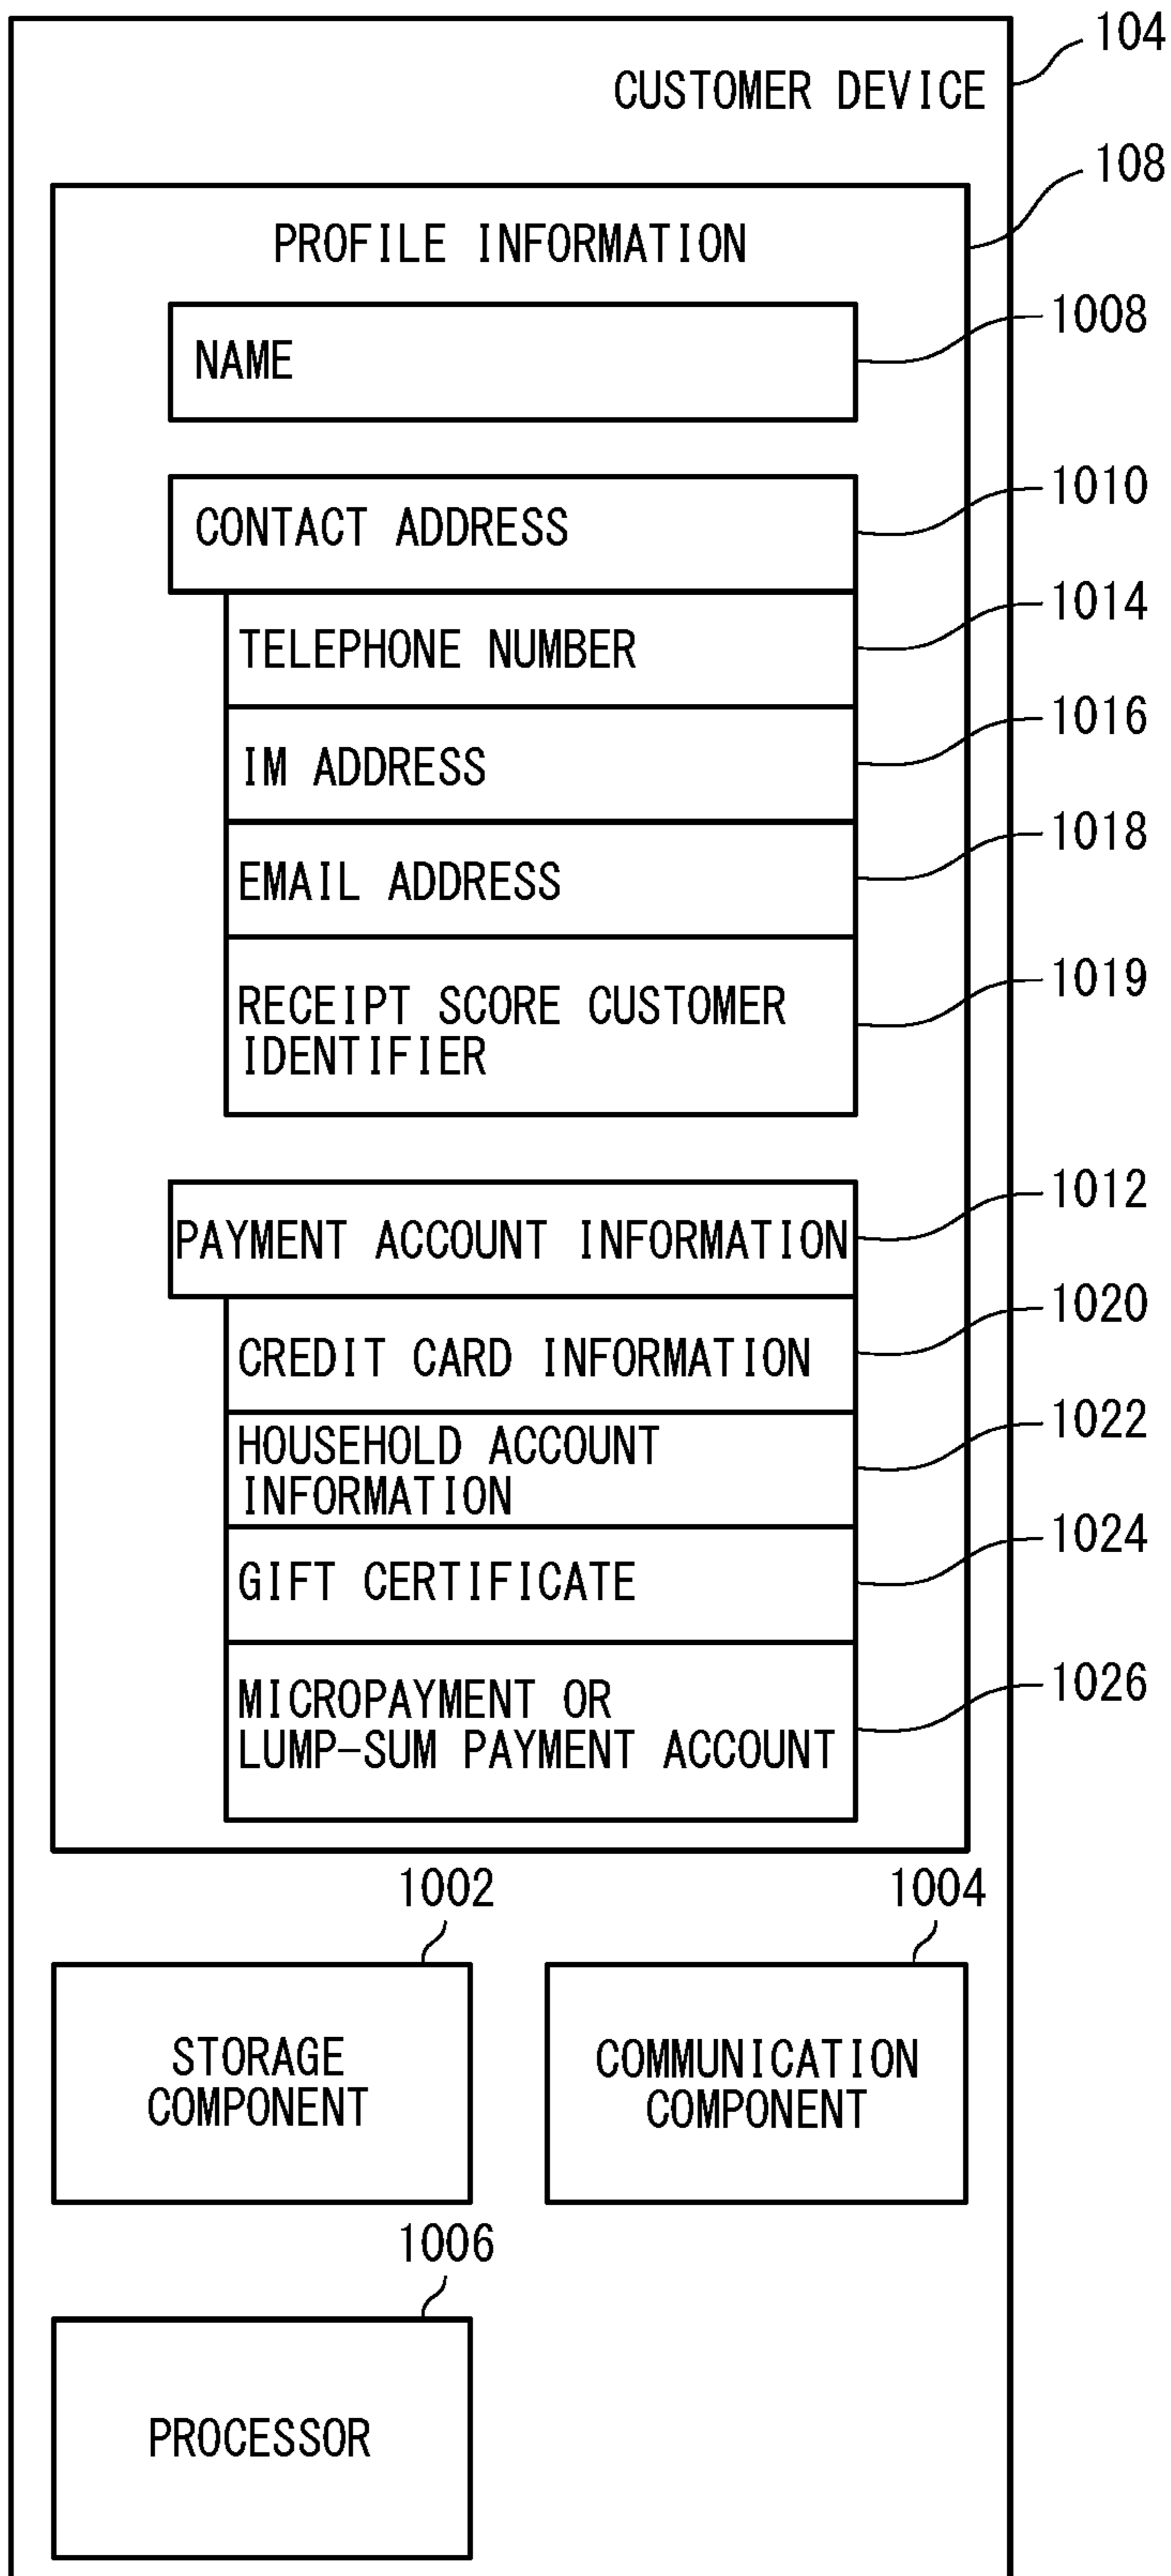 104
CUSTOMER DEVICE
108
PROFILE INFORMATION
1008
NAME
1010
CONTACT ADDRESS
1014
TELEPHONE NUMBER
1016
IM ADDRESS
1018
EMAIL ADDRESS
1019
RECEIPT SCORE CUSTOMER
IDENTIFIER
1012
PAYMENT ACCOUNT INFORMATION
1020
CREDIT CARD INFORMATION
1022
HOUSEHOLD ACCOUNT
INFORMATION
1024
GIFT CERTIFICATE
1026
MICROPAYMENT OR
LUMP-SUM PAYMENT ACCOUNT
1002
1004
STORAGE
COMPONENT
COMMUNICATION
COMPONENT
1006
PROCESSOR